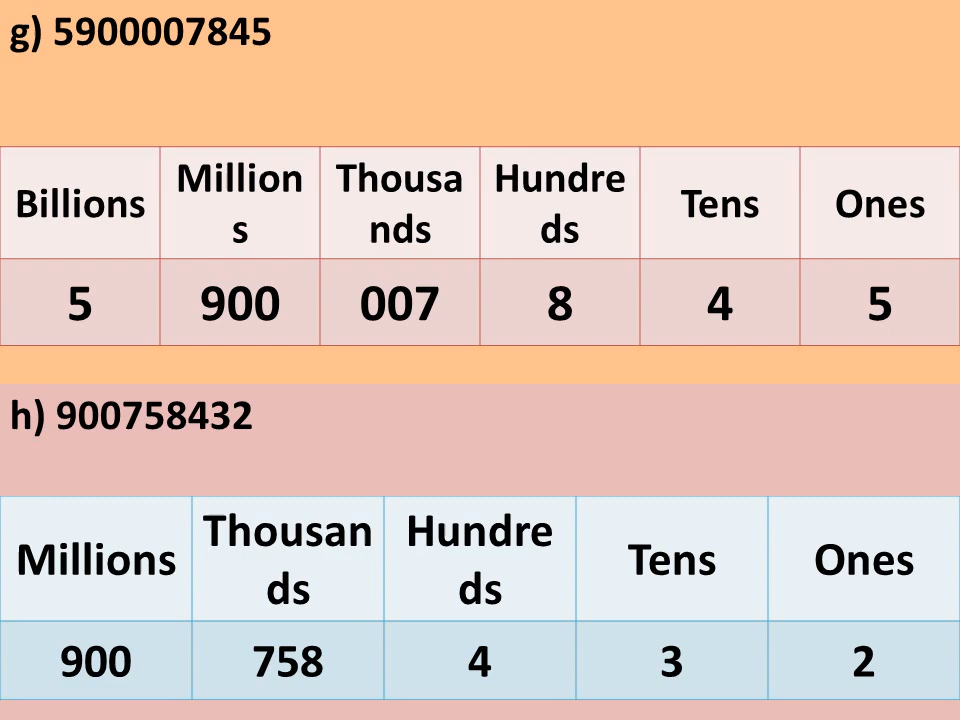 g) 5900007845
Billions Million Thousa Hundre Tens Ones
s nds ds
5 900 007 8 4 5
h) 900758432
Millions Thousan Hundre Tens Ones
ds ds
900 758 4 3 2